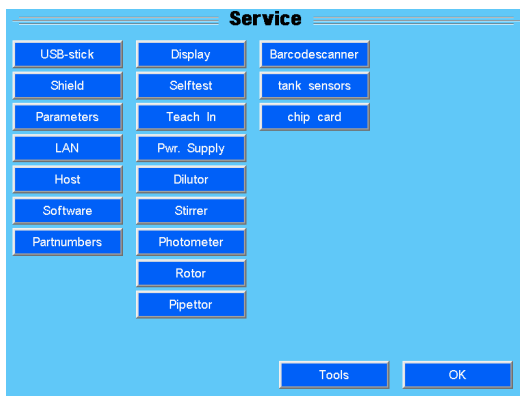 Service
USB-stick
Shield
Parameters
LAN
Host
Software
Partnumbers
Display
Selftest
Teach In
Pwr. Supply
Dilutor
Stirrer
Photometer
Rotor
Pipettor
Barcodescanner
tank sensors
chip card
Tools
OK